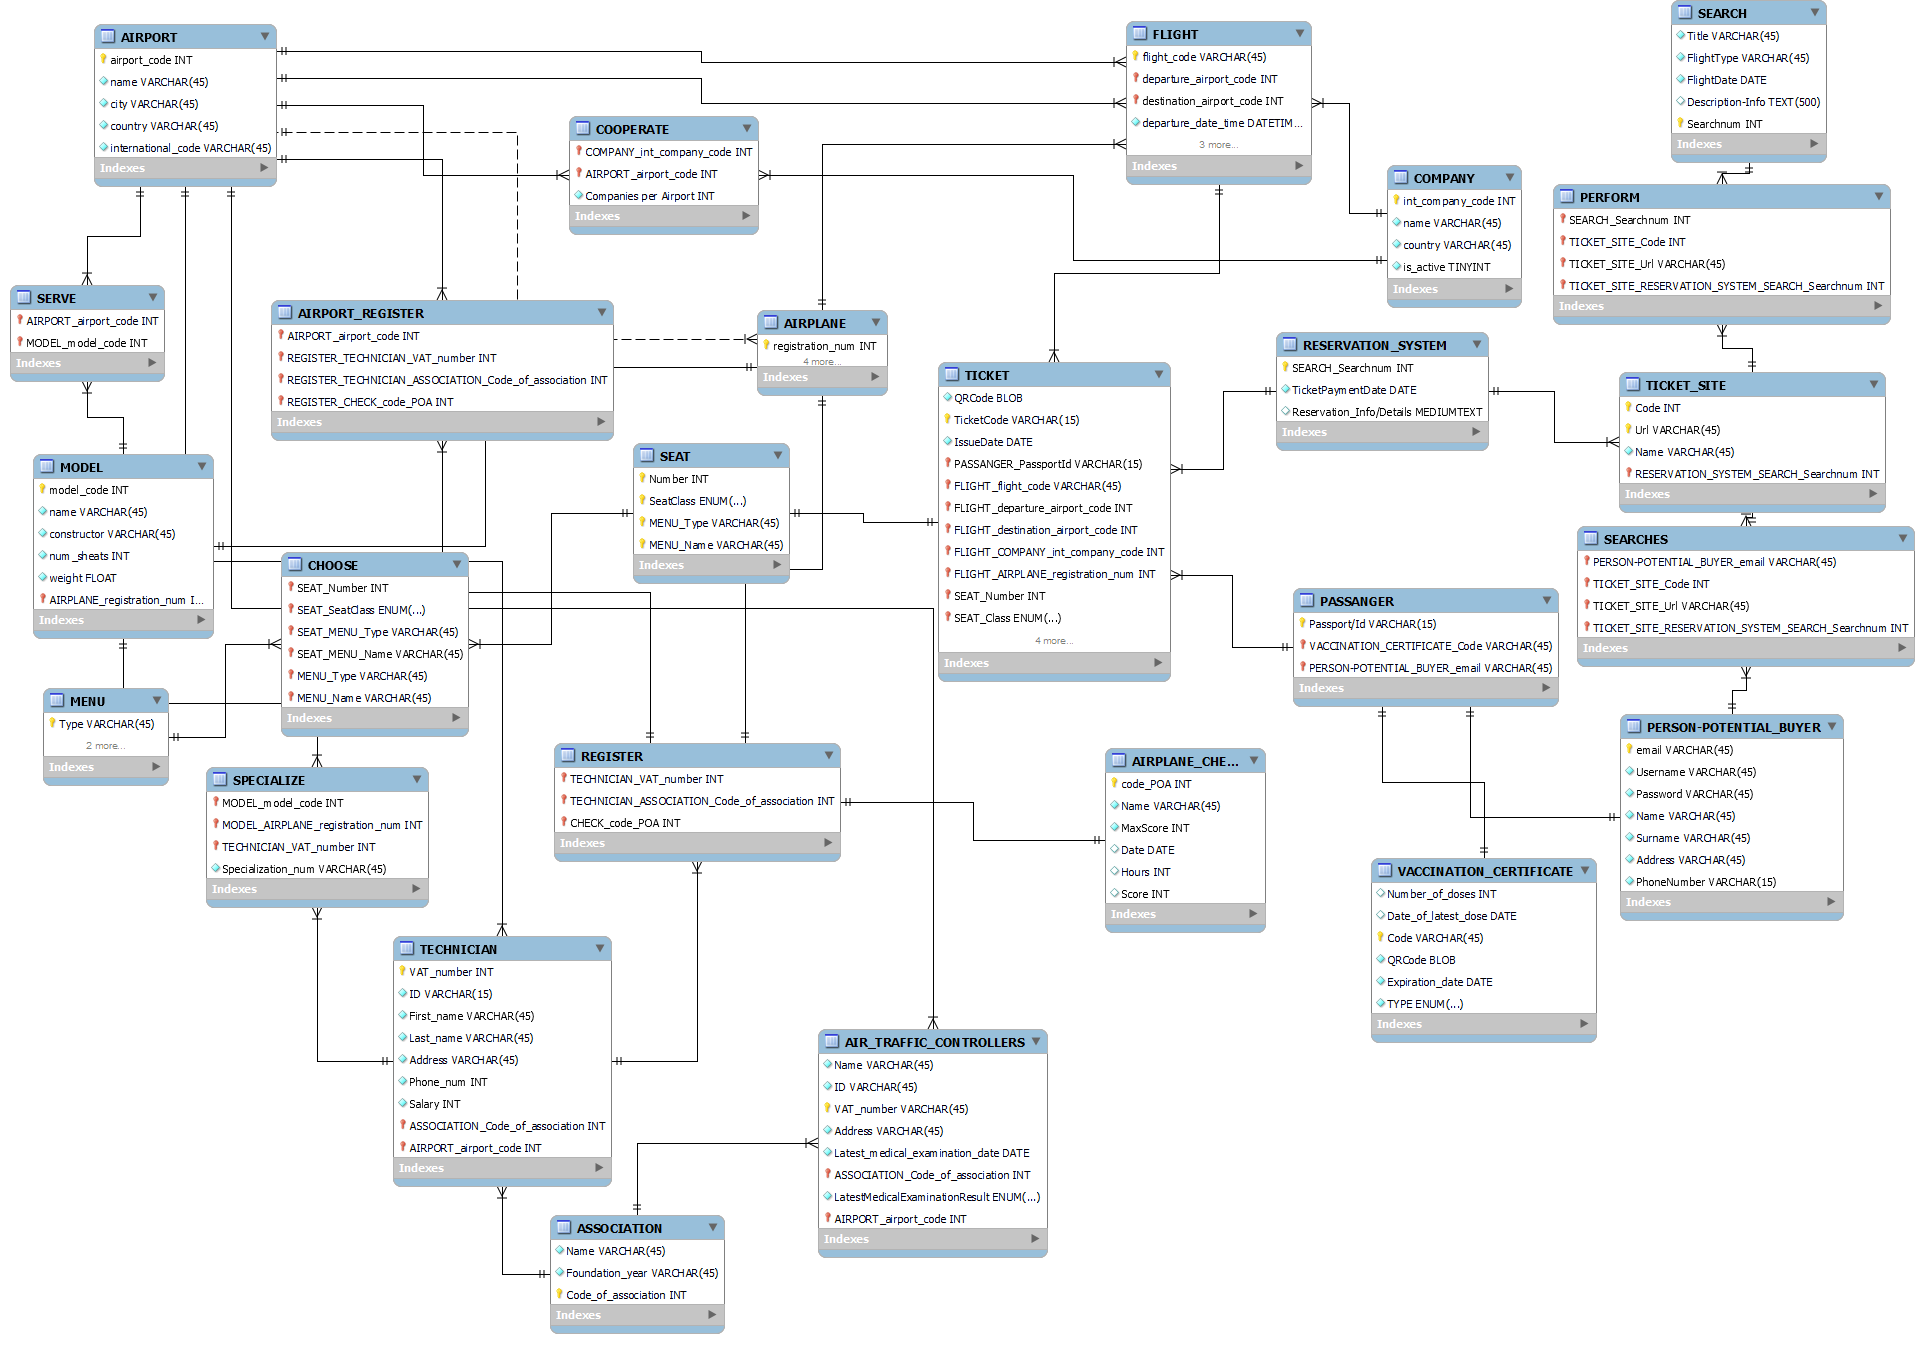 AIRPORT
airport_code INT
name VARCHAR(45)
city VARCHAR(45)
country VARCHAR(45)
international_code VARCHAR(45)
Indexes
COOPERATE
COMPANY_int_company_code INT
AIRPORT_airport_code INT
Companies per Airport INT
Indexes
FLIGHT
flight_code VARCHAR(45)
departure_airport_code INT
destination_airport_code INT
departure_date_time DATETIM...
3 more...
Indexes
COMPANY
int_company_code INT
name VARCHAR(45)
country VARCHAR(45)
is_active TINYINT
Indexes
SEARCH
Title VARCHAR(45)
FlightType VARCHAR(45)
FlightDate DATE
Description-Info TEXT(500)
Searchnum INT
Indexes
PERFORM
SEARCH_Searchnum INT
TICKET_SITE_Code INT
TICKET_SITE_Url VARCHAR(45)
TICKET_SITE_RESERVATION_SYSTEM_SEARCH_Searchnum INT
Indexes
SERVE
AIRPORT_airport_code INT
MODEL_model_code INT
Indexes
AIRPORT_REGISTER
AIRPORT_airport_code INT
REGISTER_TECHNICIAN_VAT_number INT
REGISTER_TECHNICIAN_ASSOCIATION_Code_of_association INT
REGISTER_CHECK_code_POA INT
Indexes
AIRPLANE
registration_num INT
4 more...
Indexes
RESERVATION_SYSTEM
SEARCH_Searchnum INT
TicketPaymentDate DATE
Reservation_Info/Details MEDIUMTEXT
Indexes
TICKET_SITE
Code INT
Url VARCHAR(45)
Name VARCHAR(45)
RESERVATION_SYSTEM_SEARCH_Searchnum INT
Indexes
TICKET
QRCode BLOB
TicketCode VARCHAR(15)
IssueDate DATE
PASSANGER_PassportId VARCHAR(15)
FLIGHT_flight_code VARCHAR(45)
FLIGHT_departure_airport_code INT
FLIGHT_destination_airport_code INT
FLIGHT_COMPANY_int_company_code INT
FLIGHT_AIRPLANE_registration_num INT
SEAT_Number INT
SEAT_Class ENUM(...)
4 more...
Indexes
MODEL
model_code INT
name VARCHAR(45)
constructor VARCHAR(45)
num_sheats INT
weight FLOAT
AIRPLANE_registration_num I...
Indexes
SEAT
Number INT
SeatClass ENUM(...)
MENU_Type VARCHAR(45)
MENU_Name VARCHAR(45)
Indexes
CHOOSE
SEAT_Number INT
SEAT_SeatClass ENUM(...)
SEAT_MENU_Type VARCHAR(45)
SEAT_MENU_Name VARCHAR(45)
MENU_Type VARCHAR(45)
MENU_Name VARCHAR(45)
Indexes
SEARCHES
PERSON-POTENTIAL_BUYER_email VARCHAR(45)
TICKET_SITE_Code INT
TICKET_SITE_Url VARCHAR(45)
TICKET_SITE_RESERVATION_SYSTEM_SEARCH_Searchnum INT
Indexes
PASSANGER
Passport/Id VARCHAR(15)
VACCINATION_CERTIFICATE_Code VARCHAR(45)
PERSON-POTENTIAL_BUYER_email VARCHAR(45)
Indexes
MENU
Type VARCHAR(45)
2 more...
Indexes
PERSON-POTENTIAL_BUYER
email VARCHAR(45)
Username VARCHAR(45)
Password VARCHAR(45)
Name VARCHAR(45)
Surname VARCHAR(45)
Address VARCHAR(45)
PhoneNumber VARCHAR(15)
Indexes
REGISTER
TECHNICIAN_VAT_number INT
TECHNICIAN_ASSOCIATION_Code_of_association INT
CHECK_code_POA INT
Indexes
AIRPLANE_CHE...
code_POA INT
Name VARCHAR(45)
MaxScore INT
Date DATE
Hours INT
Score INT
Indexes
SPECIALIZE
MODEL_model_code INT
MODEL_AIRPLANE_registration_num INT
TECHNICIAN_VAT_number INT
Specialization_num VARCHAR(45)
Indexes
VACCINATION_CERTIFICATE
Number_of_doses INT
Date_of_latest_dose DATE
Code VARCHAR(45)
QRCode BLOB
Expiration_date DATE
TYPE ENUM(...)
Indexes
TECHNICIAN
VAT_number INT
ID VARCHAR(15)
First_name VARCHAR(45)
Last_name VARCHAR(45)
Address VARCHAR(45)
Phone_num INT
Salary INT
ASSOCIATION_Code_of_association INT
AIRPORT_airport_code INT
Indexes
AIR_TRAFFIC_CONTROLLERS
Name VARCHAR(45)
ID VARCHAR(45)
VAT_number VARCHAR(45)
Address VARCHAR(45)
Latest_medical_examination_date DATE
ASSOCIATION_Code_of_association INT
LatestMedicalExaminationResult ENUM(...)
AIRPORT_airport_code INT
Indexes
ASSOCIATION
Name VARCHAR(45)
Foundation_year VARCHAR(45)
Code_of_association INT
Indexes